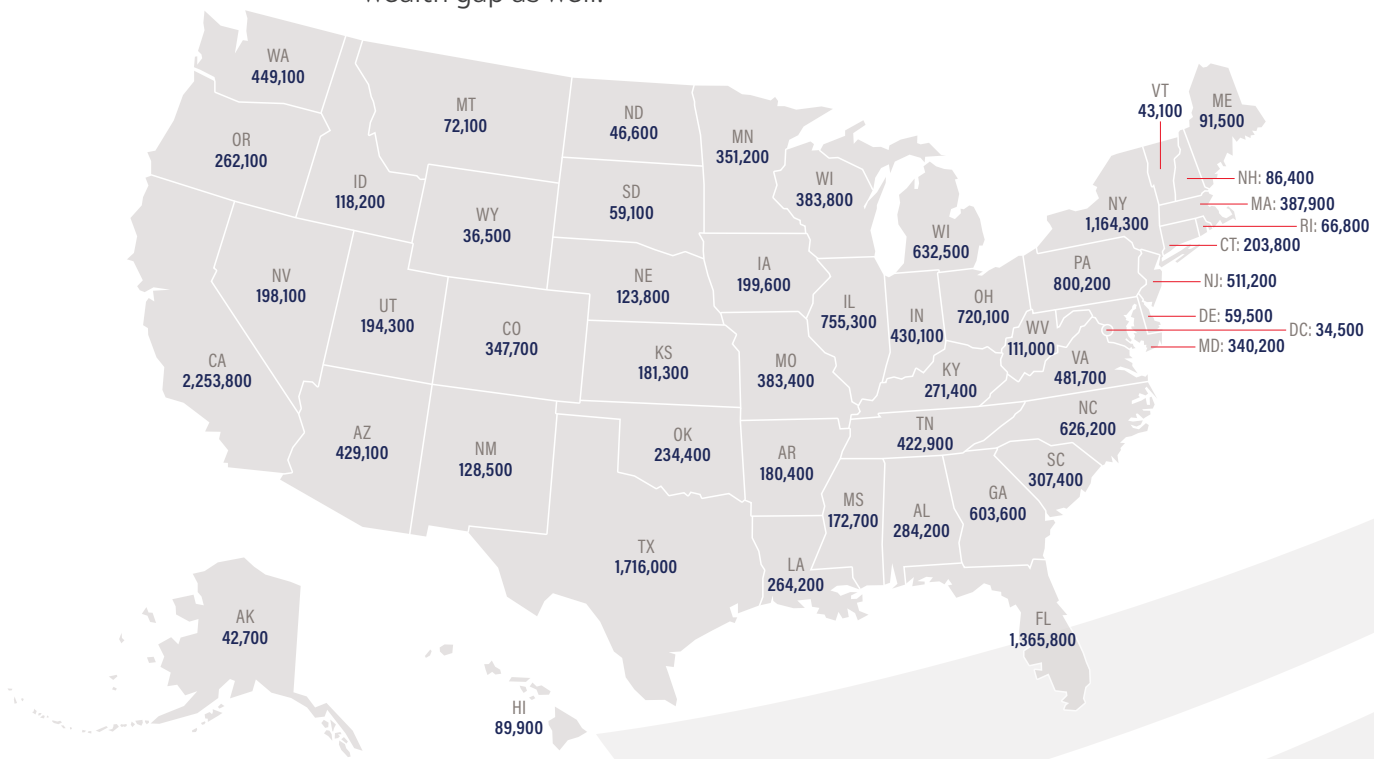 wealth gap as well.
WA
449,100
MT
72,100
ND
46,600
MN
351,200
VT
43,100
ME
91,500
OR
262,100
ID
118,200
WY
36,500
SD
59,100
WI
383,800
WI
632,500
NY
1,164,300
NH: 86,400
MA: 387,900
RI: 66,800
CT: 203,800
NV
198,100
UT
194,300
CO
347,700
NE
123,800
IA
199,600
IL
755,300
IN
430,100
OH
720,100
PA
800,200
NJ: 511,200
DE: 59,500
DC: 34,500
MD: 340,200
WV
111,000
VA
481,700
CA
2,253,800
KS
181,300
MO
383,400
KY
271,400
NC
626,200
AZ
429,100
NM
128,500
OK
234,400
AR
180,400
TN
422,900
SC
307,400
MS
172,700
AL
284,200
GA
603,600
TX
1,716,000
LA
264,200
FL
1,365,800
AK
42,700
HI
89,900